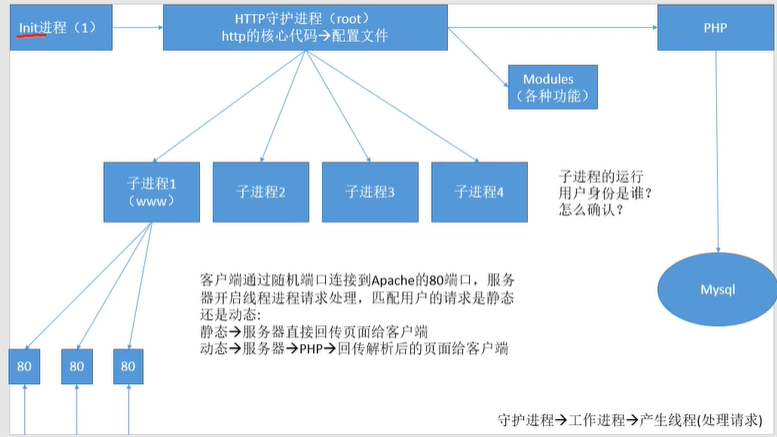 Init进程（1）
HTTP守护进程（root）
http的核心代码→配置文件
PHP
Modules
（各种功能）
子进程1
（www）
子进程2
子进程3
子进程4
子进程的运行
用户身份是谁？
怎么确认？
客户端通过随机端口连接到Apache的80端口，服务
器开启线程进程请求处理，匹配用户的请求是静态
还是动态:
静态→服务器直接回传页面给客户端
动态→服务器→PHP→回传解析后的页面给客户端
Mysql
80
80
80
守护进程→工作进程→产生线程(处理请求)